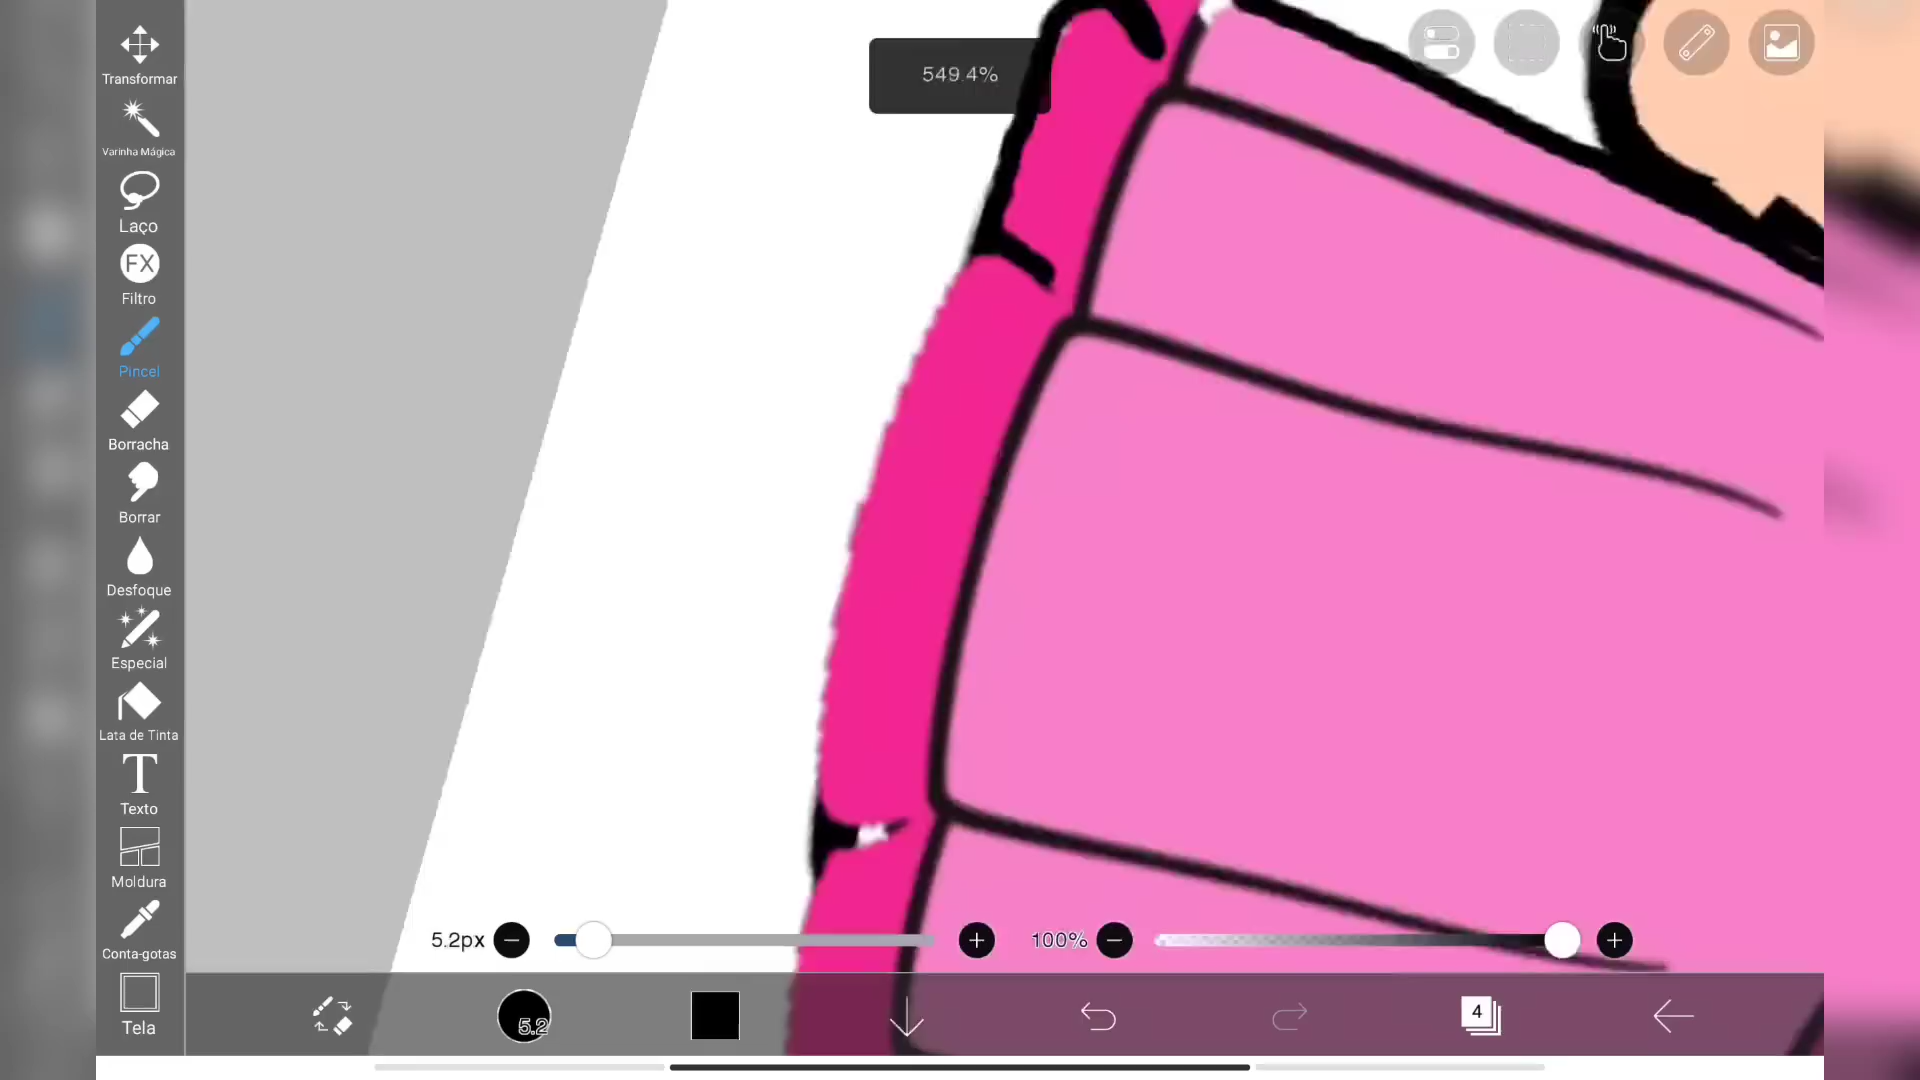 549.4%
Transformar
Varinha Mágica
Laço
FX
Filtro
Pincel
Borracha
Borrar
Desfoque
Especial
Lata de Tinta
T
Texto
Moldura
Conta-gotas
Tela
5.2px
100%
5.2
4